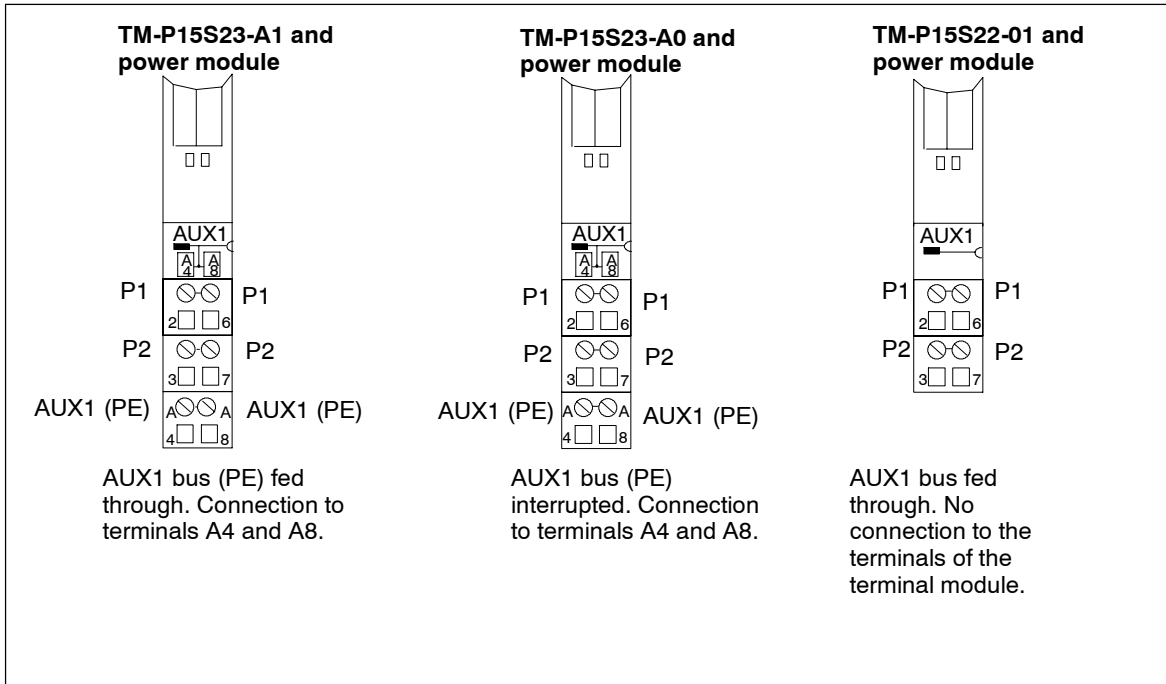 TM-P15S23-A1 and
power module
AUX1
A
4
A
8
P1
P1
2
6
P2
P2
3
7
AUX1 (PE)
A
A
AUX1 (PE)
4
8
AUX1 bus (PE) fed
through. Connection to
terminals A4 and A8.
TM-P15S23-A0 and
power module
AUX1
A
4
A
8
P1
P1
2
6
P2
P2
3
7
AUX1 (PE)
A
A
AUX1 (PE)
4
8
AUX1 bus (PE)
interrupted. Connection
to terminals A4 and A8.
TM-P15S22-01 and
power module
AUX1
P1
P1
2
6
P2
P2
3
7
AUX1 bus fed
through. No
connection to the
terminals of the
terminal module.